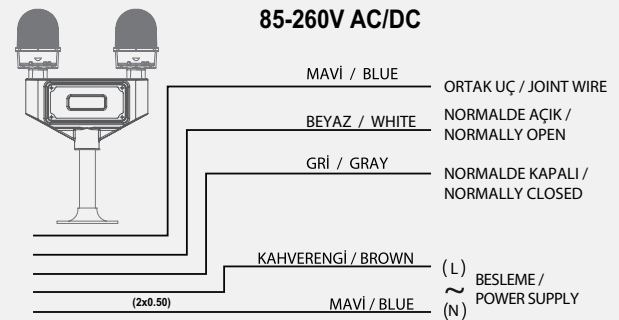 85-260V AC/DC
MAVİ / BLUE
ORTAK UÇ / JOINT WIRE
BEYAZ / WHITE
NORMALDE AÇIK /
NORMALLY OPEN
GRİ / GRAY
NORMALDE KAPALI /
NORMALLY CLOSED
KAHVERENGİ / BROWN
(L)
BESLEME /
~
POWER SUPPLY
(2x0.50)
MAVİ / BLUE
(N)